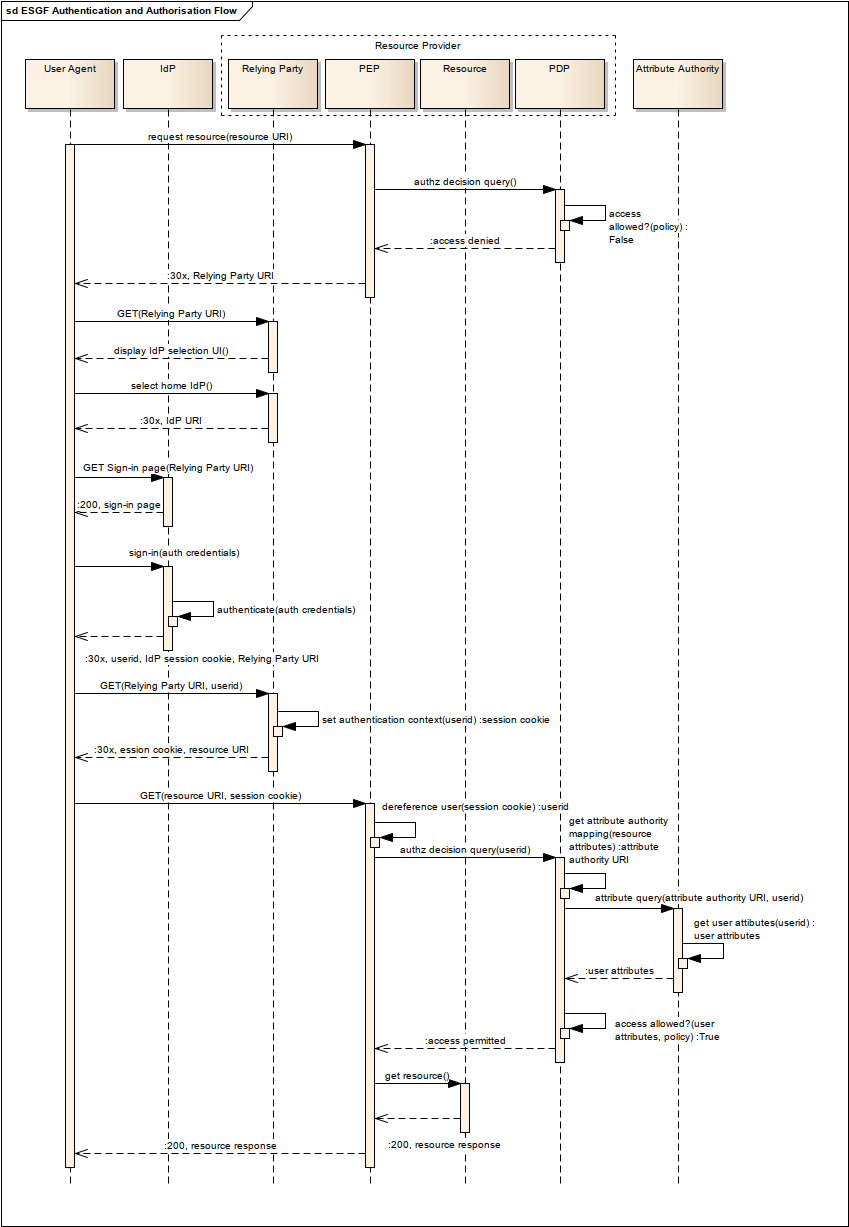 sd ESGF Authentication and Authorisation Flow
Resource Provider
User Agent
IdP
Relying Party
PEP
Resource
PDP
Attribute Authority
request resource(resource URI)
authz decision query()
access
allowed?(policy) :
False
:access denied
:30x, Relying Party URI
GET(Relying Party URI)
display IdP selection UI()
select home IdP()
:30x, IdP URI
GET Sign-in page(Relying Party URI)
:200, sign-in page
sign-in(auth credentials)
authenticate(auth credentials)
:30x, userid, IdP session cookie, Relying Party URI
GET(Relying Party URI, userid)
set authentication context(userid) :session cookie
:30x, ession cookie, resource URI
GET(resource URI, session cookie)
dereference user(session cookie) :userid
get attribute authority
mapping(resource
attributes) :attribute
authority URI
authz decision query(userid)
attribute query(attribute authority URI, userid)
get user attibutes(userid) :
user attributes
:user attributes
access allowed?(user
attributes, policy) :True
:access permitted
get resource()
:200, resource response
:200, resource response